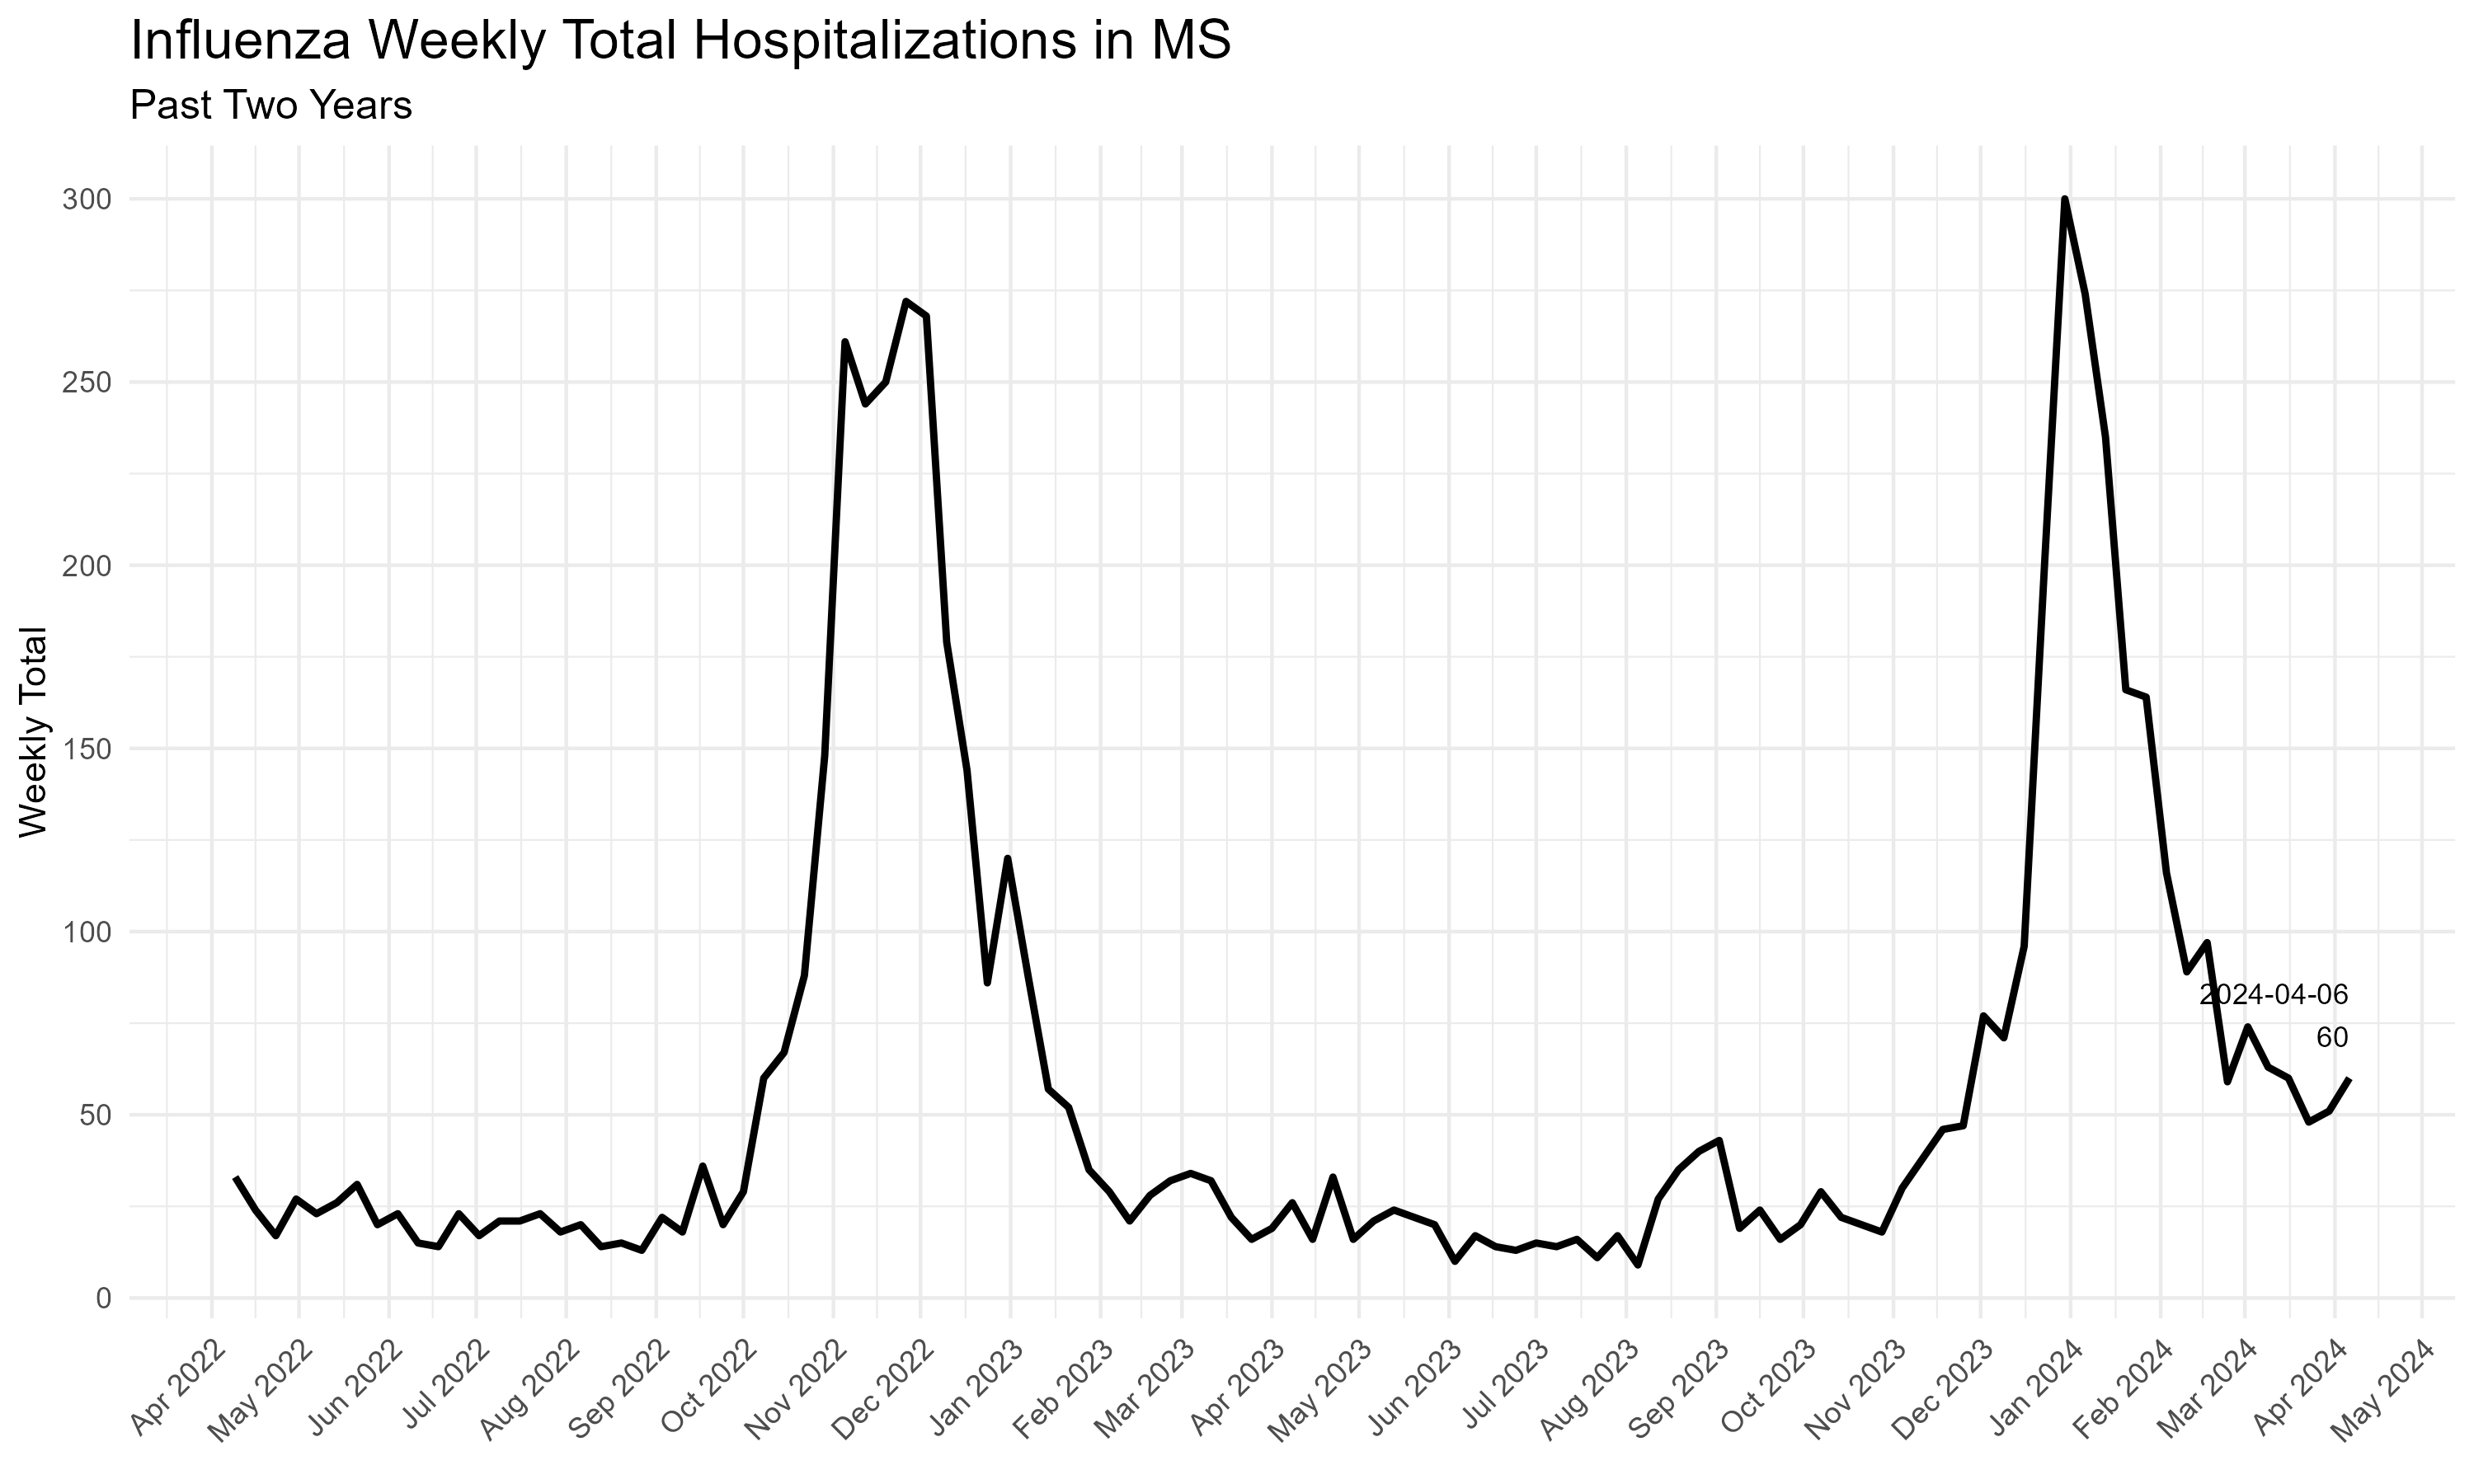 Influenza Weekly Total Hospitalizations in MS
Past Two Years
Weekly Total
300
250
200
150
100
50
0
2024-04-06
60
Apr 2022
May 2022
Jun 2022
Jul 2022
Aug 2022
Sep 2022
Oct 2022
Nov 2022
Dec 2022
Jan 2023
Feb 2023
Mar 2023
Apr 2023
May 2023
Jun 2023
Jul 2023
Aug 2023
Sep 2023
Oct 2023
Nov 2023
Dec 2023
Jan 2024
Feb 2024
Mar 2024
Apr 2024
May 2024